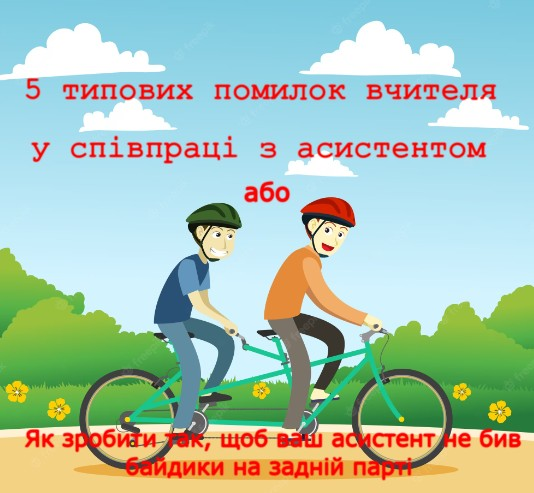 5 типових помилок вчителя
у співпраці з асистентом
або
Як зробити так, щоб ваш асистент не бив
байдики на задній парті